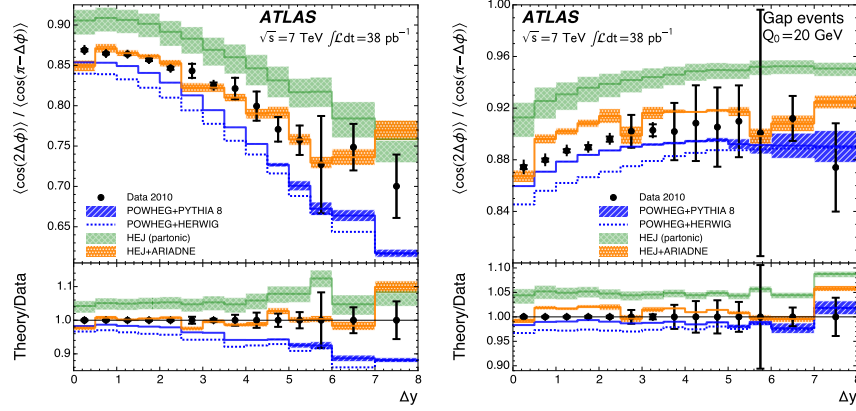 ATLAS
√s=7 TeV ∫ℒdt=38 pb⁻¹
⟨cos(2Δϕ)⟩ / ⟨cos(π−Δϕ)⟩
0.90
0.85
0.80
0.75
0.70
0.65
Data 2010
POWHEG+PYTHIA 8
POWHEG+HERWIG
HEJ (partonic)
HEJ+ARIADNE
Theory/Data
1.1
1.0
0.9
0 1 2 3 4 5 6 7 8
Δy
ATLAS
√s=7 TeV ∫ℒdt=38 pb⁻¹
Gap events
Q₀=20 GeV
⟨cos(2Δϕ)⟩ / ⟨cos(π−Δϕ)⟩
1.00
0.96
0.92
0.88
0.84
Data 2010
POWHEG+PYTHIA 8
POWHEG+HERWIG
HEJ (partonic)
HEJ+ARIADNE
Theory/Data
1.10
1.05
1.00
0.95
0.90
0 1 2 3 4 5 6 7 8
Δy